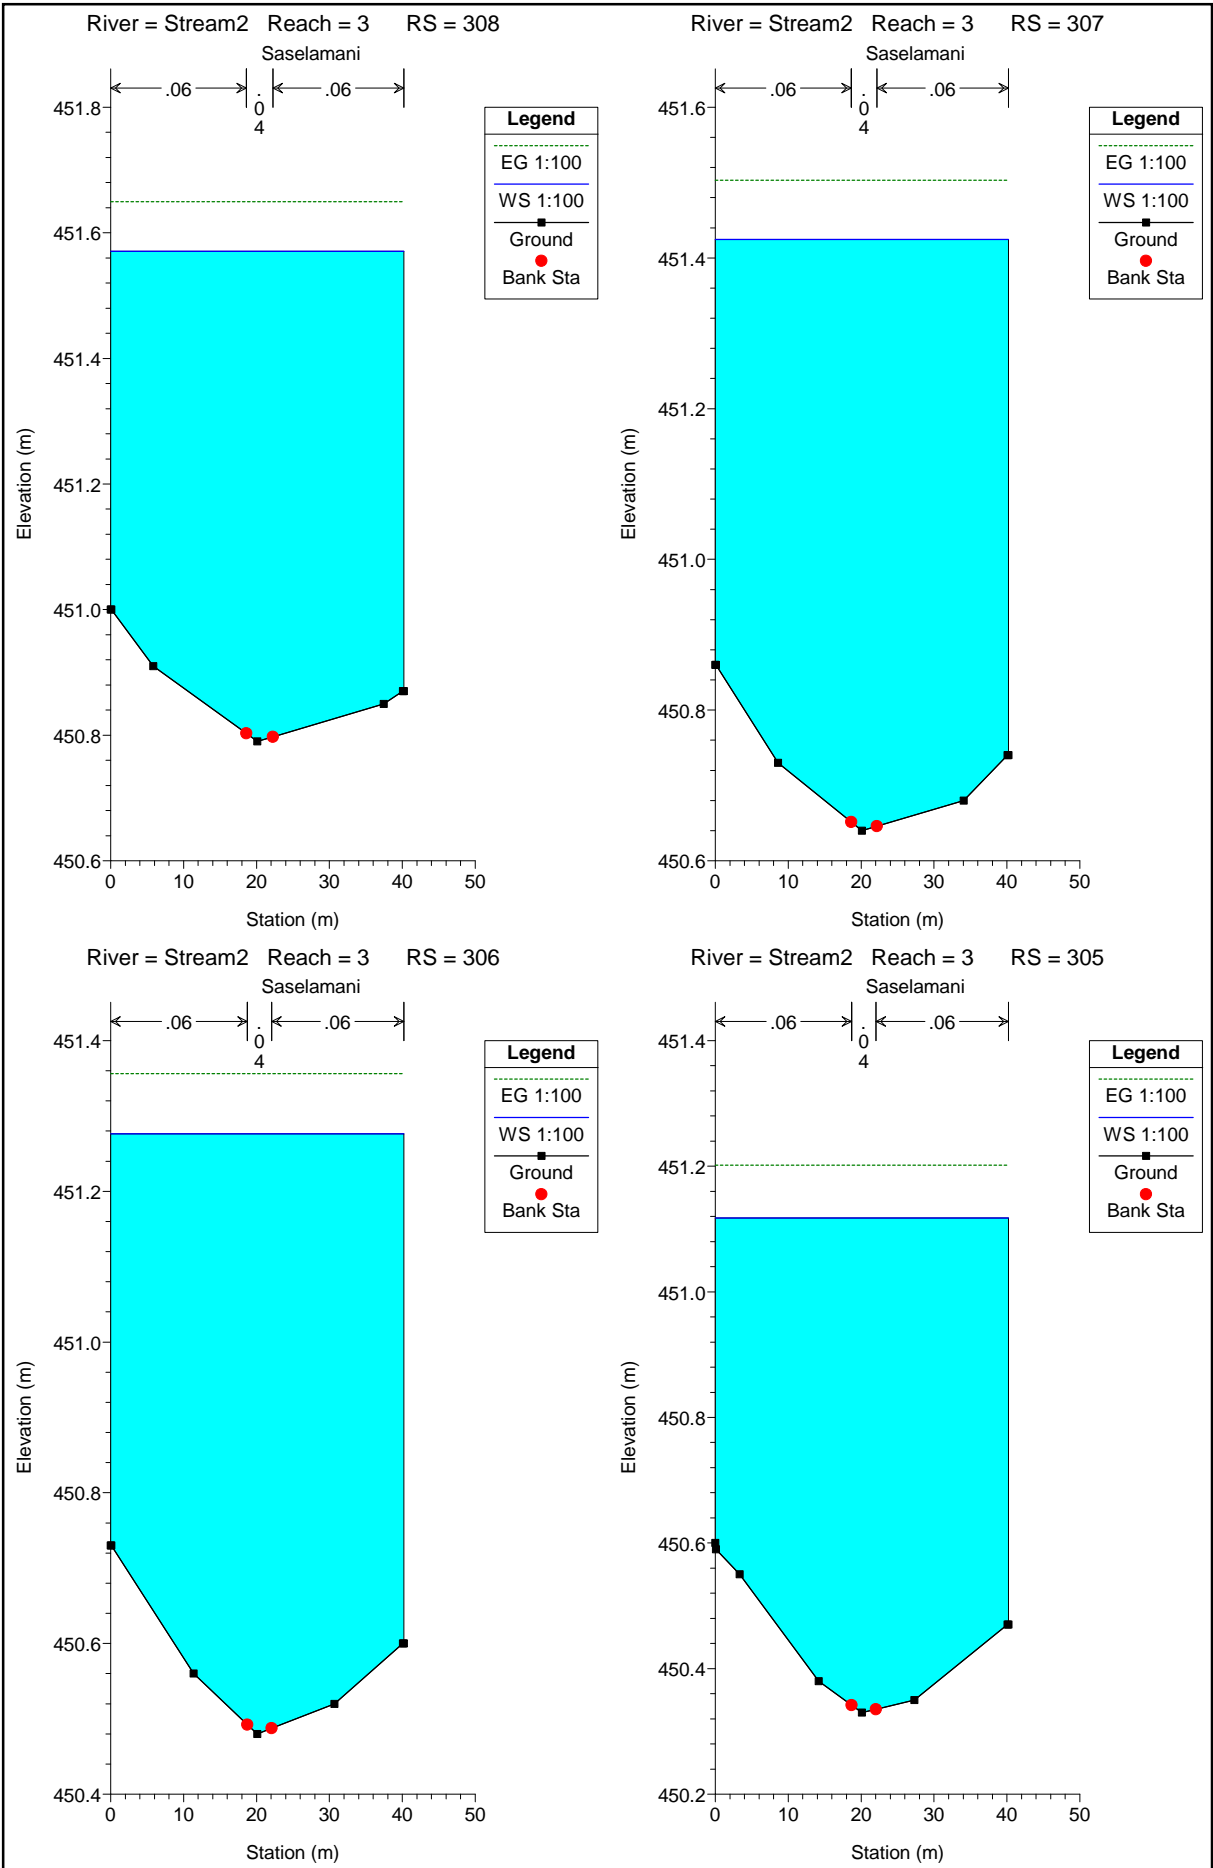 River = Stream2 Reach = 3 RS = 308
Saselamani
.06 .04 .06
451.8
451.6
451.4
451.2
451.0
450.8
450.6
Elevation (m)
0 10 20 30 40 50
Station (m)
Legend
EG 1:100
WS 1:100
Ground
Bank Sta
River = Stream2 Reach = 3 RS = 307
Saselamani
.06 .04 .06
451.6
451.4
451.2
451.0
450.8
450.6
Elevation (m)
0 10 20 30 40 50
Station (m)
Legend
EG 1:100
WS 1:100
Ground
Bank Sta
River = Stream2 Reach = 3 RS = 306
Saselamani
.06 .04 .06
451.4
451.2
451.0
450.8
450.6
450.4
Elevation (m)
0 10 20 30 40 50
Station (m)
Legend
EG 1:100
WS 1:100
Ground
Bank Sta
River = Stream2 Reach = 3 RS = 305
Saselamani
.06 .04 .06
451.4
451.2
451.0
450.8
450.6
450.4
450.2
Elevation (m)
0 10 20 30 40 50
Station (m)
Legend
EG 1:100
WS 1:100
Ground
Bank Sta